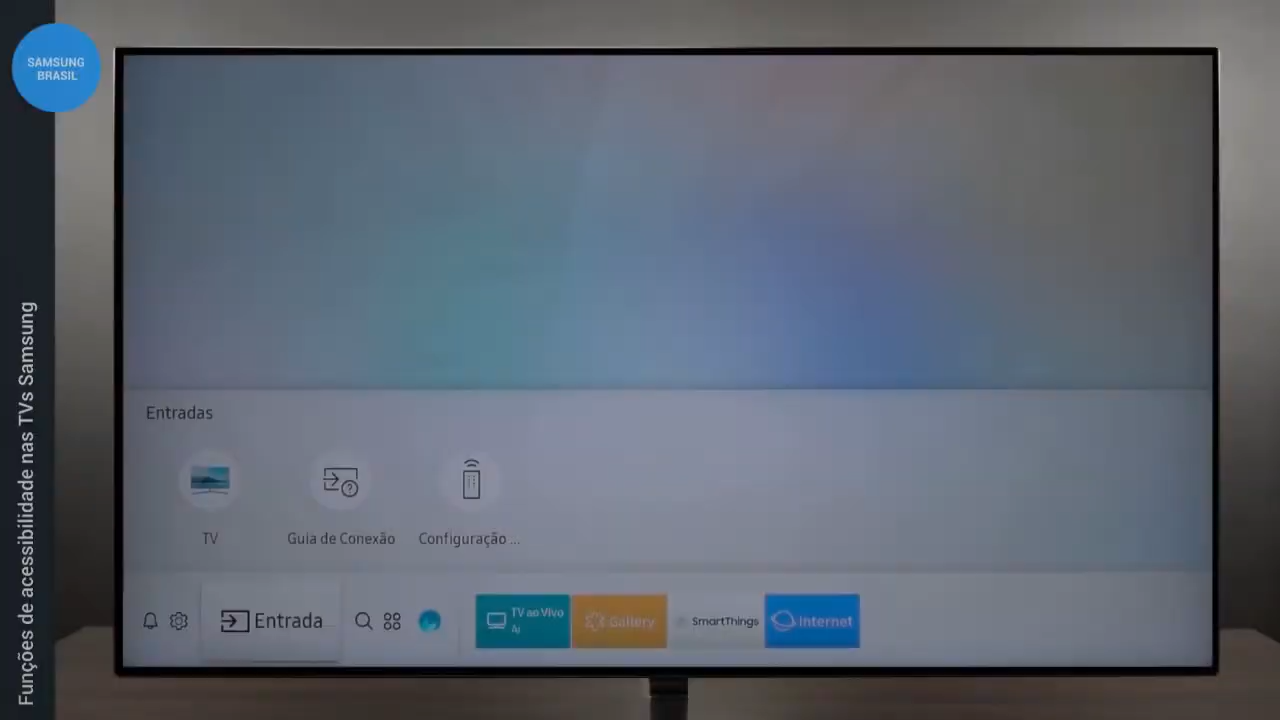 SAMSUNG
BRASIL
Funções de acessibilidade nas TVs Samsung
Entradas
TV
Guia de Conexão
Configuração ...
Entrada
TV ao Vivo
Gallery
SmartThings
Internet